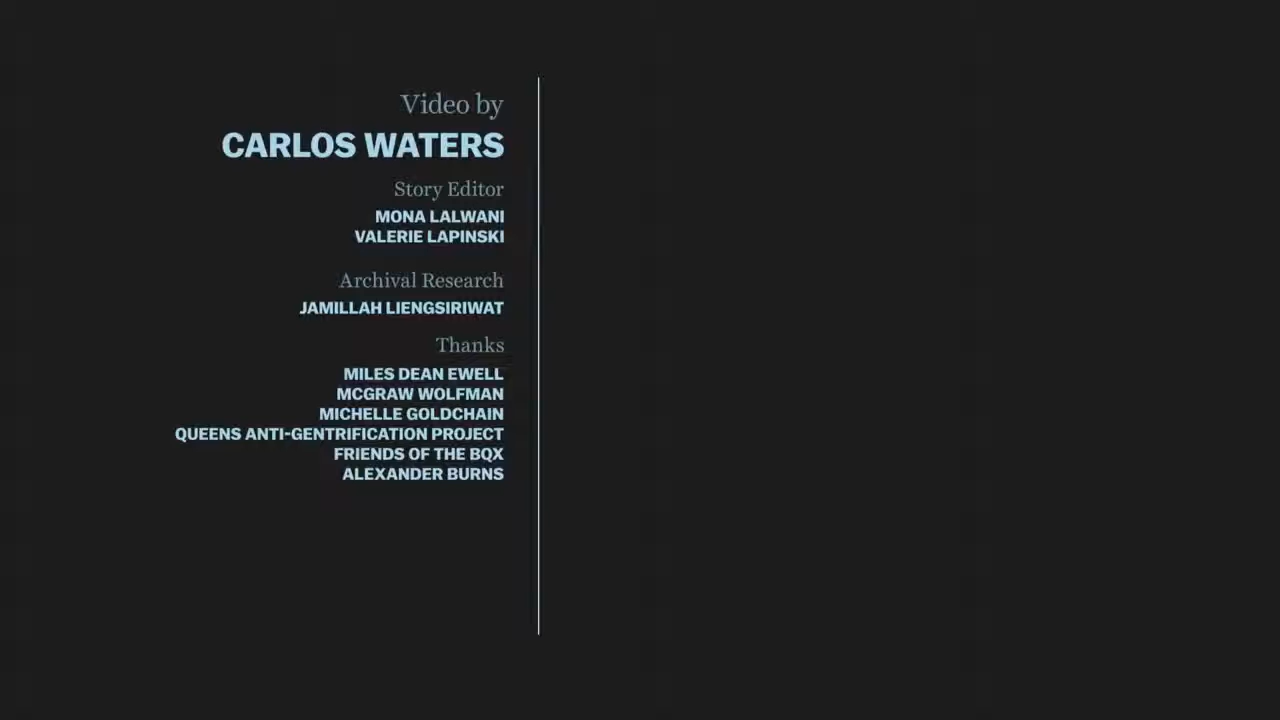 Video by
CARLOS WATERS
Story Editor
MONA LALWANI
VALERIE LAPINSKI
Archival Research
JAMILLAH LIENGSIRIWAT
Thanks
MILES DEAN EWELL
MCGRAW WOLFMAN
MICHELLE GOLDCHAIN
QUEENS ANTI-GENTRIFICATION PROJECT
FRIENDS OF THE BQX
ALEXANDER BURNS